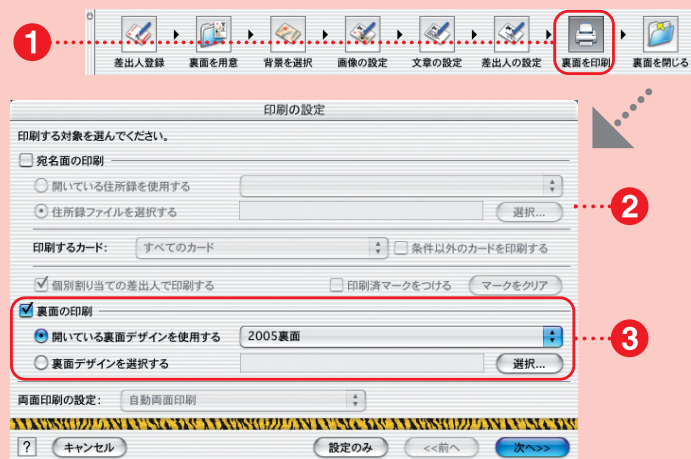 1
差出人登録 裏面を用意 背景を選択 画像の設定 文章の設定 差出人の設定 裏面を印刷 裏面を閉じる
印刷の設定
印刷する対象を選んでください。
宛名面の印刷
開いている住所録を使用する
住所録ファイルを選択する 選択...
2
印刷するカード: すべてのカード 条件以外のカードを印刷する
個別割り当ての差出人で印刷する 印刷済マークをつける マークをクリア
裏面の印刷
開いている裏面デザインを使用する 2005裏面
3
裏面デザインを選択する 選択...
両面印刷の設定: 自動両面印刷
? キャンセル 設定のみ <<前へ 次へ>>